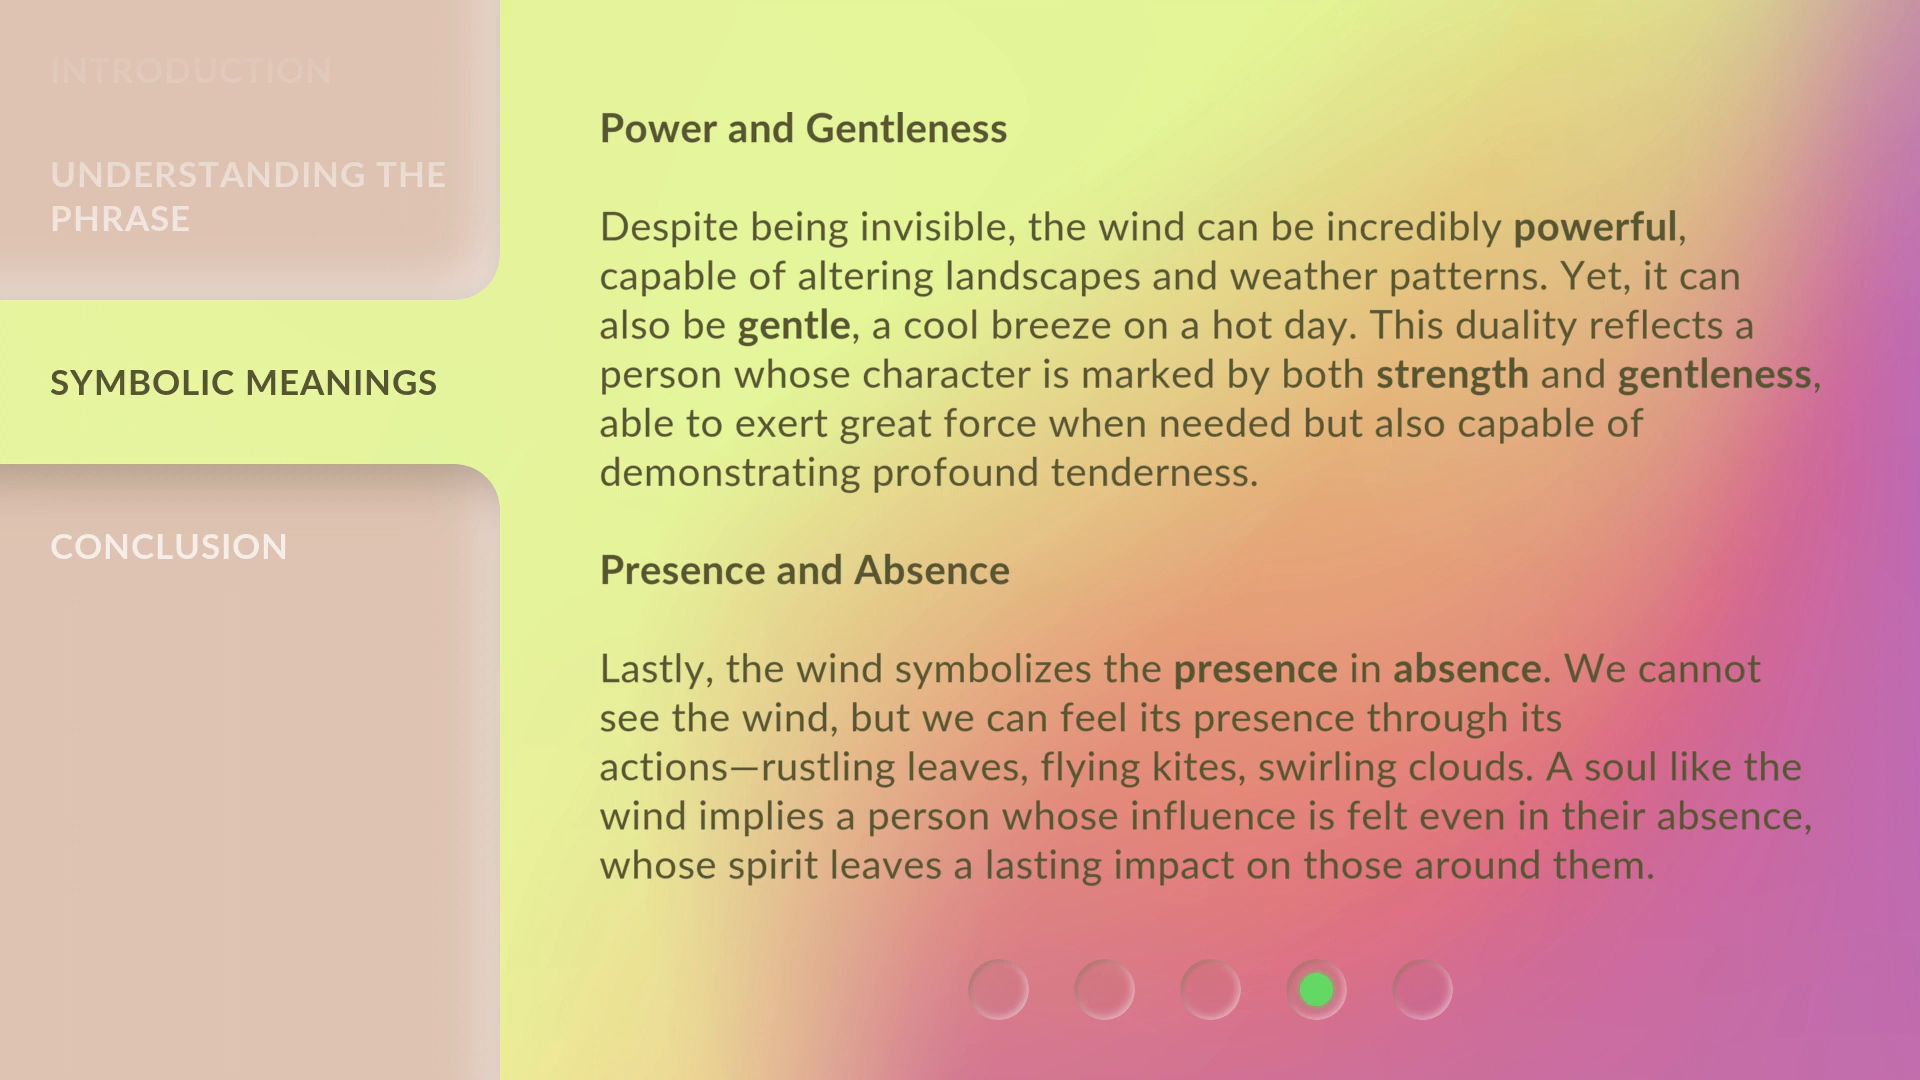 INTRODUCTION
UNDERSTANDING THE
PHRASE
SYMBOLIC MEANINGS
CONCLUSION
Power and Gentleness
Despite being invisible, the wind can be incredibly powerful,
capable of altering landscapes and weather patterns. Yet, it can
also be gentle, a cool breeze on a hot day. This duality reflects a
person whose character is marked by both strength and gentleness,
able to exert great force when needed but also capable of
demonstrating profound tenderness.
Presence and Absence
Lastly, the wind symbolizes the presence in absence. We cannot
see the wind, but we can feel its presence through its
actions—rustling leaves, flying kites, swirling clouds. A soul like the
wind implies a person whose influence is felt even in their absence,
whose spirit leaves a lasting impact on those around them.